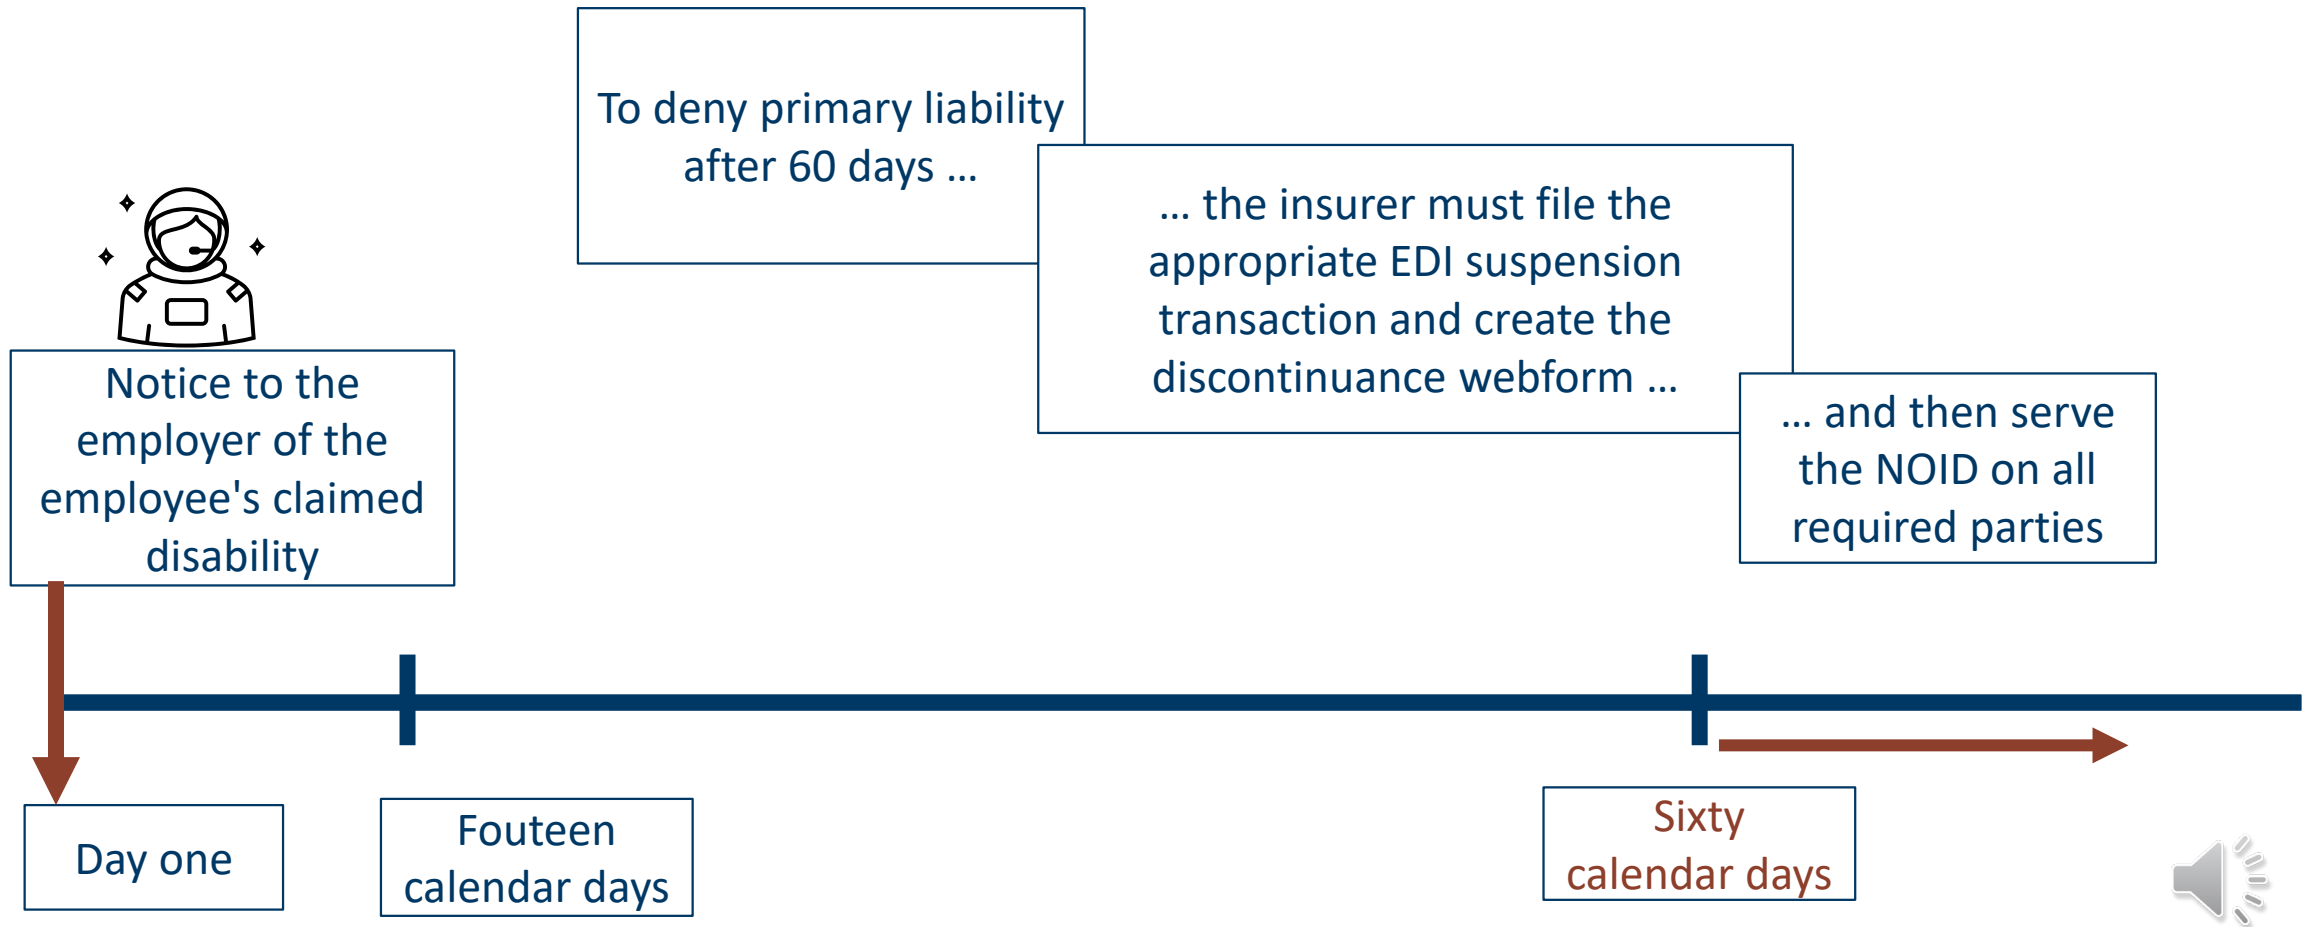 To deny primary liability
after 60 days ...
... the insurer must file the
appropriate EDI suspension
transaction and create the
discontinuance webform ...
... and then serve
the NOID on all
required parties
Notice to the
employer of the
employee's claimed
disability
Day one
Fouteen
calendar days
Sixty
calendar days